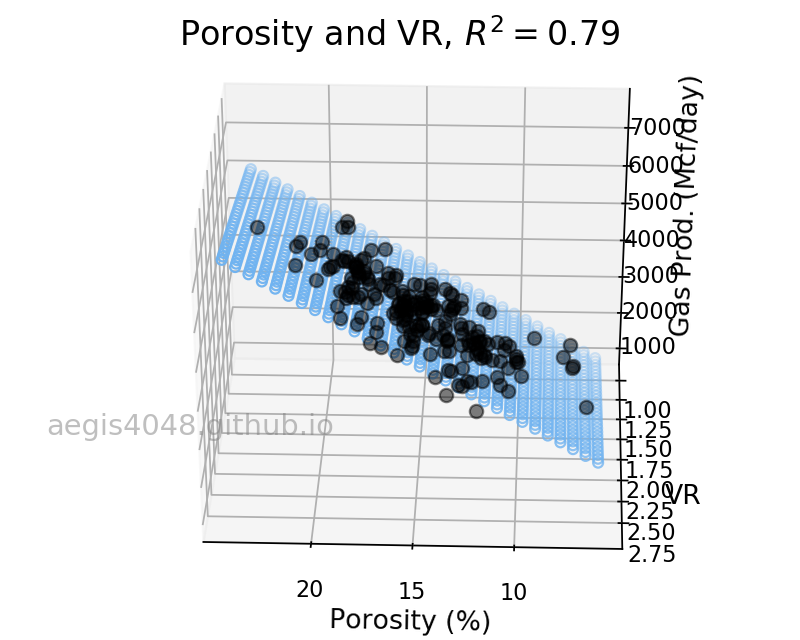 Porosity and VR, R² = 0.79
7000
6000
5000
4000
3000
2000
1000
Gas Prod. (Mcf/day)
1.00
1.25
1.50
1.75
2.00
2.25
2.50
2.75
VR
aegis4048.github.io
20 15 10
Porosity (%)